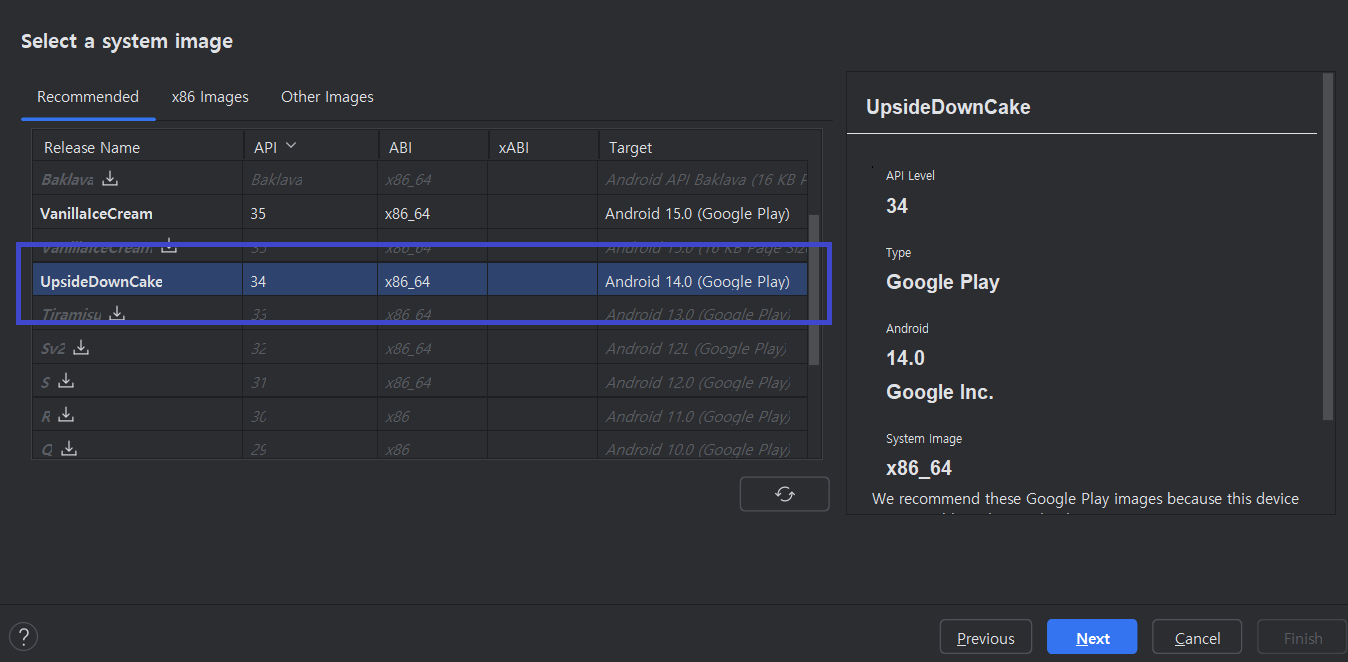 Select a system image
Recommended x86 Images Other Images
Release Name API ABI xABI Target
Baklava Baklava x86_64 Android API Baklava (16 KB P
VanillaIceCream 35 x86_64 Android 15.0 (Google Play)
VanillaIceCream 35 x86_64 Android 15.0 (16 KB Page Size
UpsideDownCake 34 x86_64 Android 14.0 (Google Play)
Tiramisu 33 x86_64 Android 13.0 (Google Play)
Sv2 32 x86_64 Android 12L (Google Play)
S 31 x86_64 Android 12.0 (Google Play)
R 30 x86 Android 11.0 (Google Play)
Q 29 x86 Android 10.0 (Google Play)
UpsideDownCake
API Level
34
Type
Google Play
Android
14.0
Google Inc.
System Image
x86_64
We recommend these Google Play images because this device
? Previous Next Cancel Finish